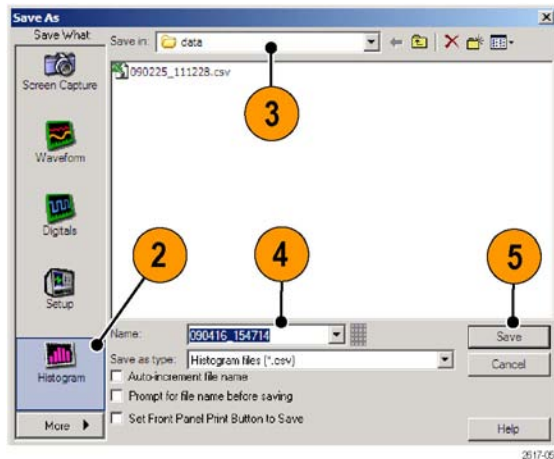 Save As
Save What:
Save in: data
090225_111228.csv
Screen Capture
3
Waveform
Digitals
2
4
5
Setup
Name: 090416_154714
Save
Save as type: Histogram files (*.csv)
Cancel
Histogram
Auto-increment file name
Prompt for file name before saving
Set Front Panel Print Button to Save
More
Help
2617-05